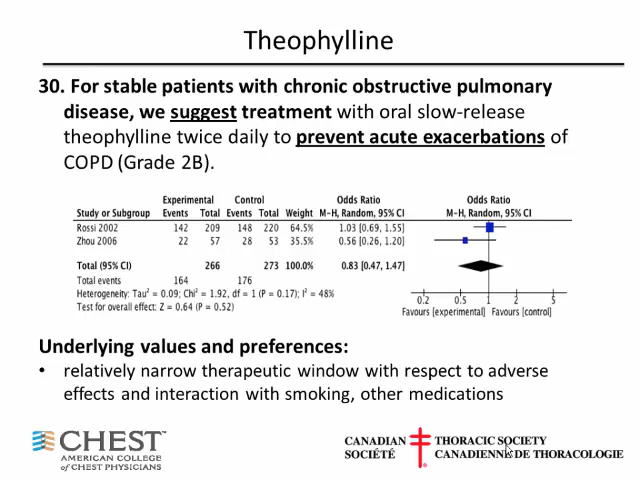 Theophylline
30. For stable patients with chronic obstructive pulmonary
disease, we suggest treatment with oral slow-release
theophylline twice daily to prevent acute exacerbations of
COPD (Grade 2B).
Experimental Control Odds Ratio Odds Ratio
Study or Subgroup Events Total Events Total Weight M-H, Random, 95% CI M-H, Random, 95% CI
Rossi 2002 142 209 148 220 64.5% 1.03 [0.69, 1.55]
Zhou 2006 22 57 28 53 35.5% 0.56 [0.26, 1.20]
Total (95% CI) 266 273 100.0% 0.83 [0.47, 1.47]
Total events 164 176
Heterogeneity: Tau² = 0.09; Chi² = 1.92, df = 1 (P = 0.17); I² = 48%
Test for overall effect: Z = 0.64 (P = 0.52)
0.2 0.5 1 2 5
Favours [experimental] Favours [control]
Underlying values and preferences:
• relatively narrow therapeutic window with respect to adverse
effects and interaction with smoking, other medications
CHEST™
AMERICAN COLLEGE
of CHEST PHYSICIANS
CANADIAN THORACIC SOCIETY
SOCIÉTÉ CANADIENNE DE THORACOLOGIE